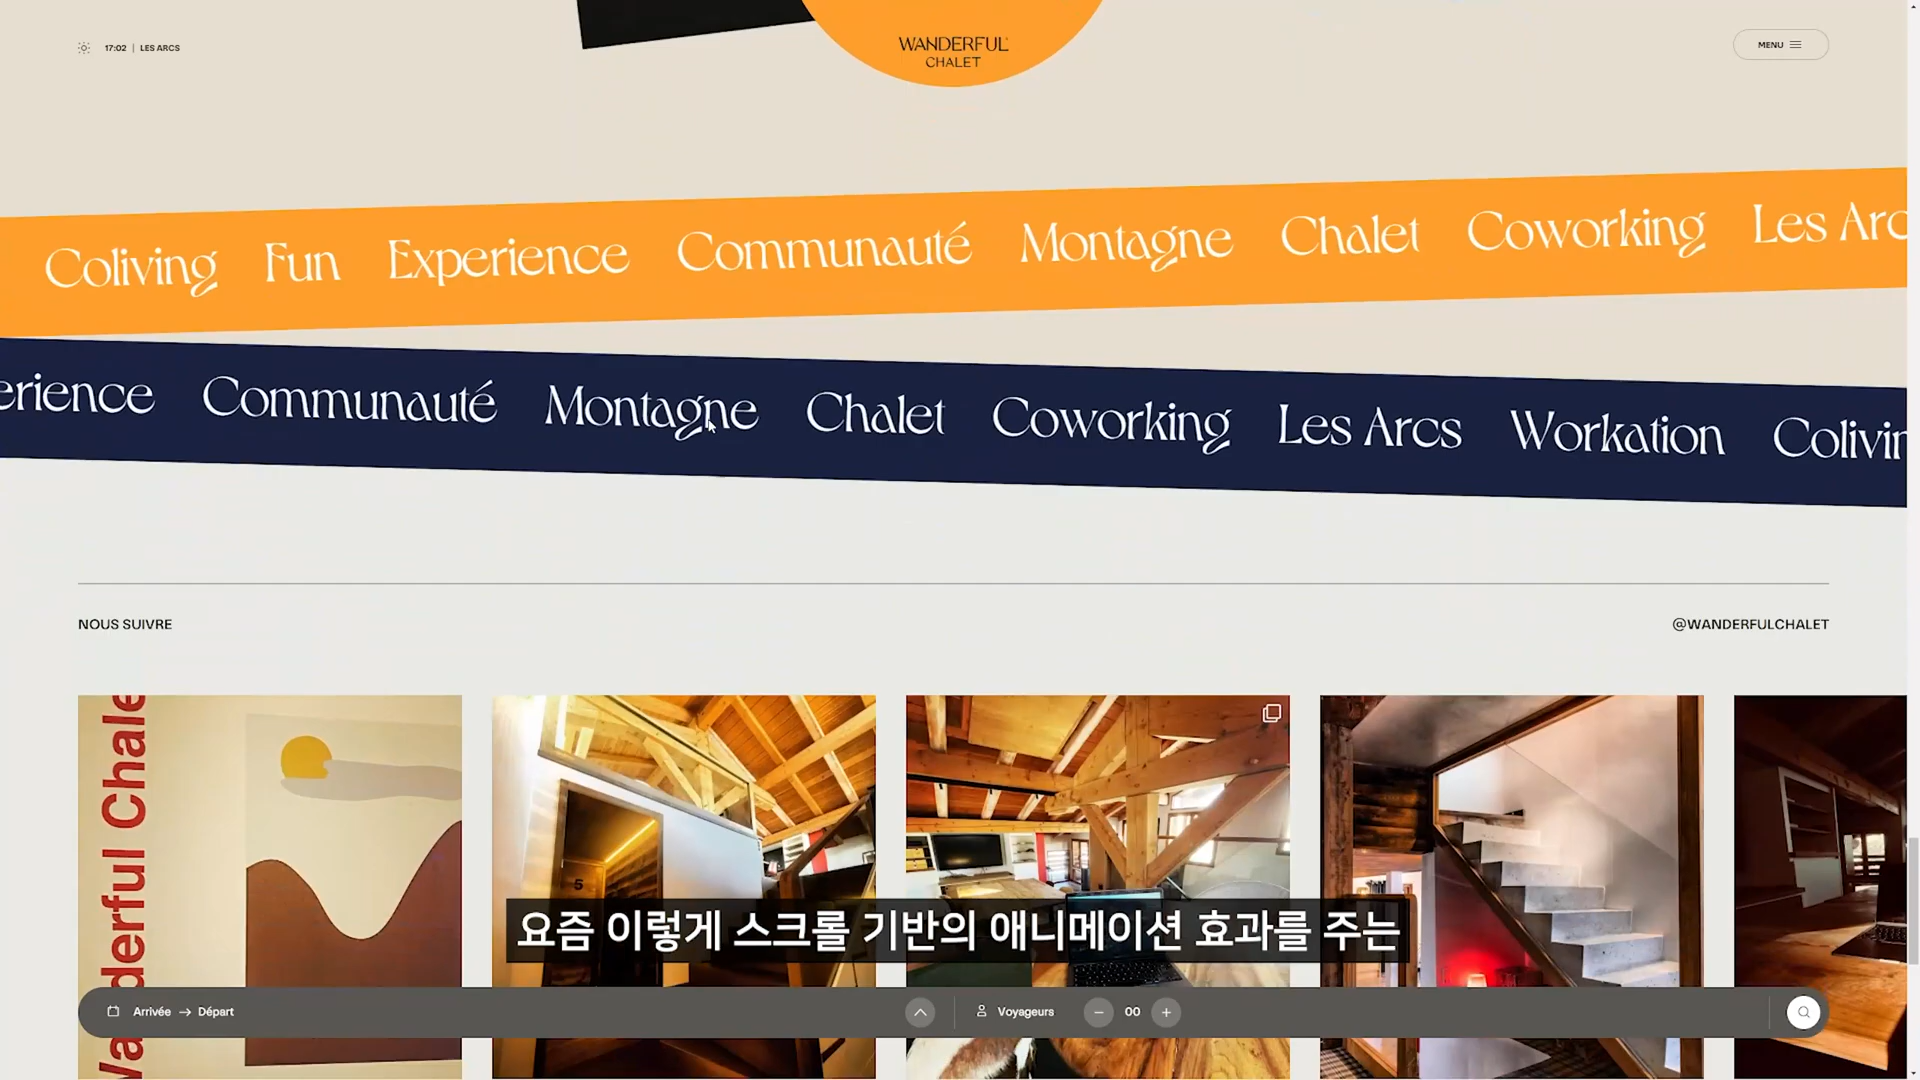 17:02 | LES ARCS
WANDERFUL
CHALET
MENU
Coliving Fun Experience Communauté Montagne Chalet Coworking Les Arc
erience Communauté Montagne Chalet Coworking Les Arcs Workation Colivin
NOUS SUIVRE
@WANDERFULCHALET
Wanderful Chale
5
요즘 이렇게 스크롤 기반의 애니메이션 효과를 주는
Arrivée → Départ
Voyageurs − 00 +